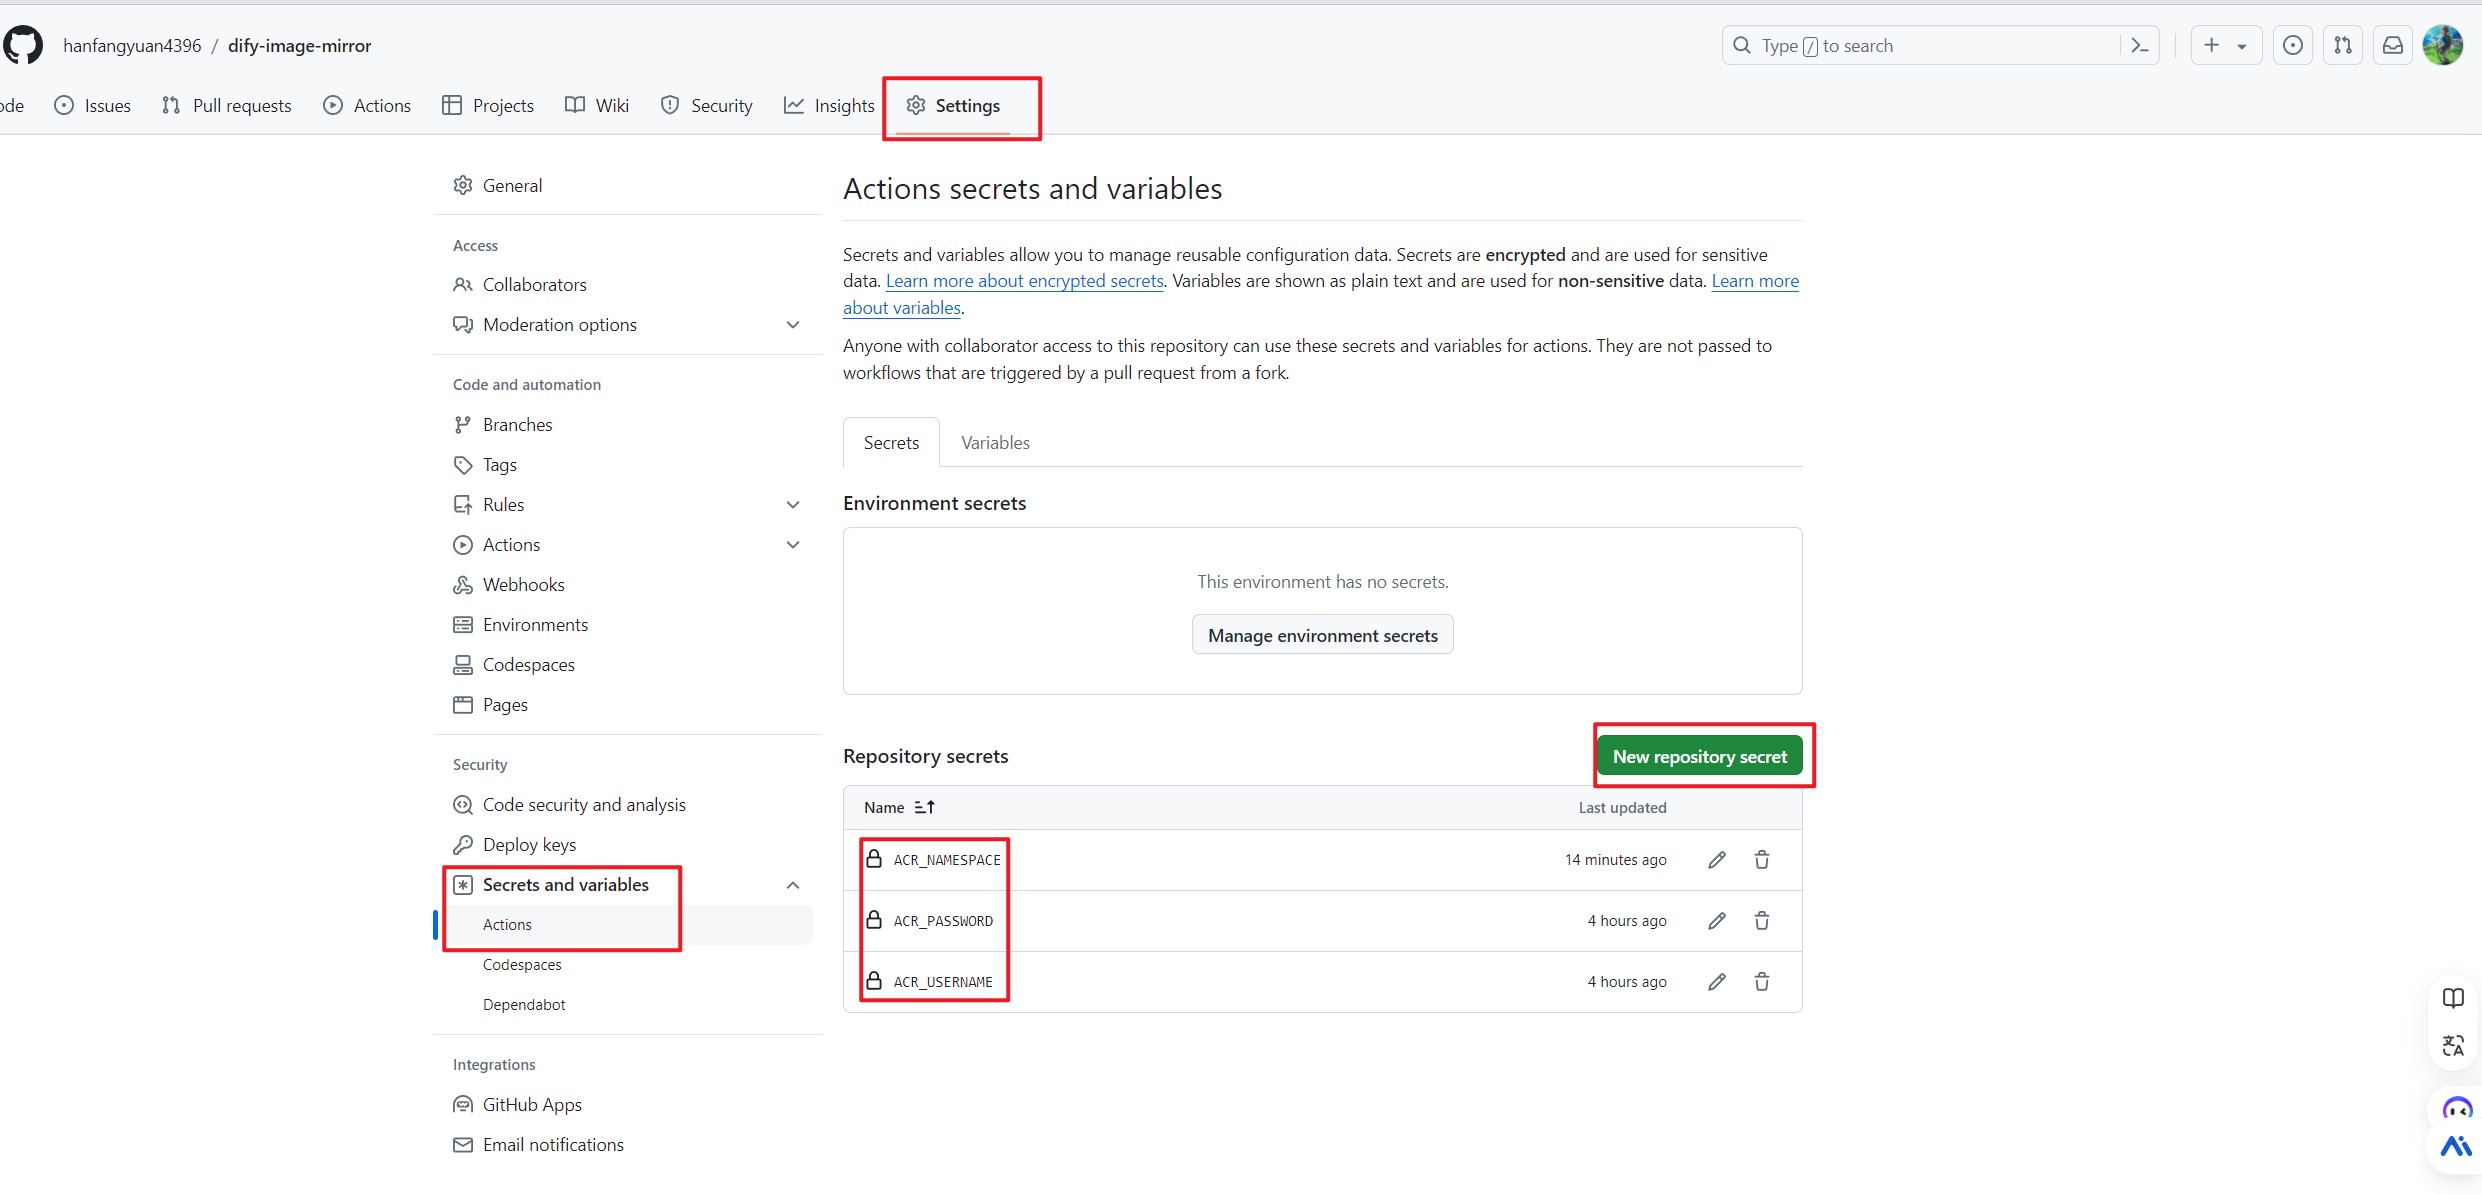 hanfangyuan4396 / dify-image-mirror
Type / to search
ode
Issues
Pull requests
Actions
Projects
Wiki
Security
Insights
Settings
General
Access
Collaborators
Moderation options
Code and automation
Branches
Tags
Rules
Actions
Webhooks
Environments
Codespaces
Pages
Security
Code security and analysis
Deploy keys
Secrets and variables
Actions
Codespaces
Dependabot
Integrations
GitHub Apps
Email notifications
Actions secrets and variables
Secrets and variables allow you to manage reusable configuration data. Secrets are encrypted and are used for sensitive
data. Learn more about encrypted secrets. Variables are shown as plain text and are used for non-sensitive data. Learn more
about variables.
Anyone with collaborator access to this repository can use these secrets and variables for actions. They are not passed to
workflows that are triggered by a pull request from a fork.
Secrets
Variables
Environment secrets
This environment has no secrets.
Manage environment secrets
Repository secrets
New repository secret
Name
Last updated
ACR_NAMESPACE
14 minutes ago
ACR_PASSWORD
4 hours ago
ACR_USERNAME
4 hours ago